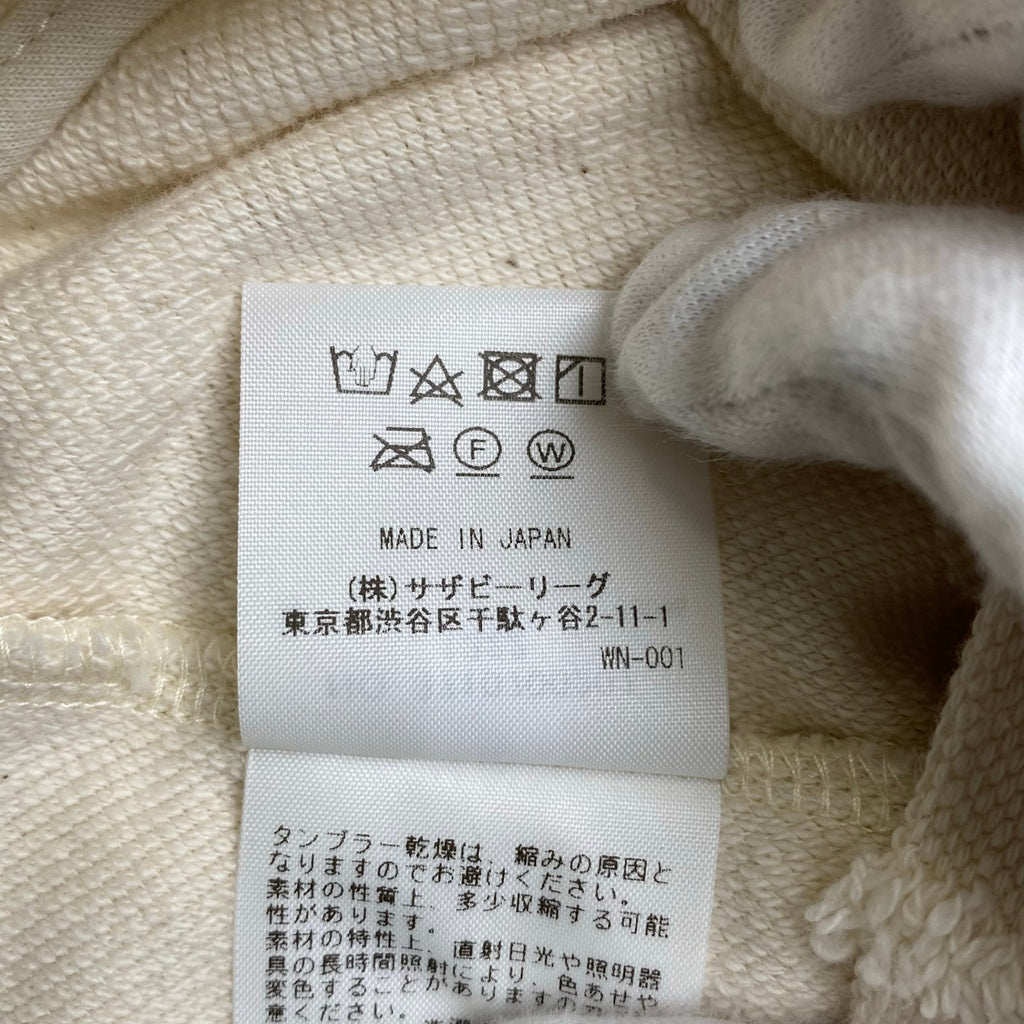 F W
MADE IN JAPAN
(株)サザビーリーグ
東京都渋谷区千駄ヶ谷2-11-1
WN-001
タンブラー乾燥は、縮みの原因と
なりますのでお避けください。
素材の性質上、多少収縮する可能
性があります。
素材の特性上、直射日光や照明器
具の長時間照射により、色あせや
変色することがありますので
意ください。